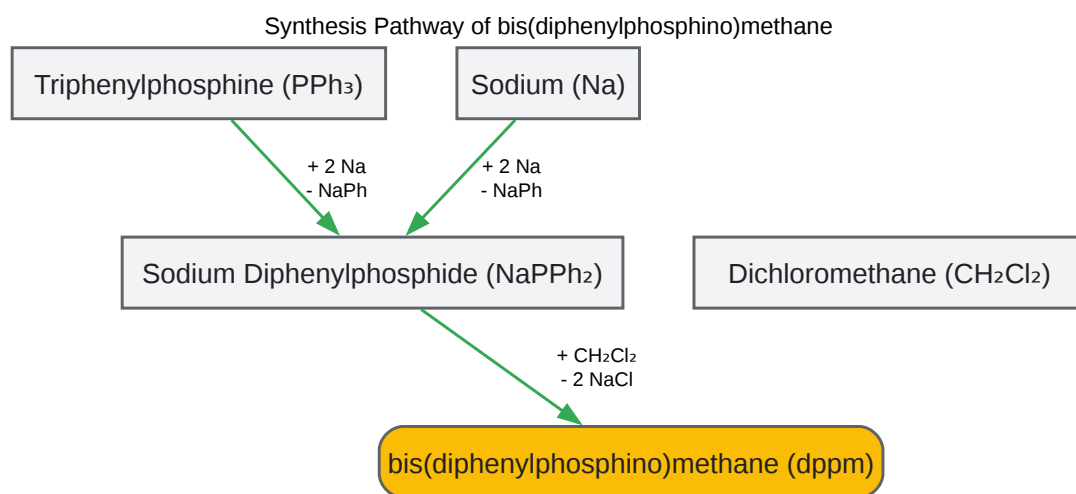 Synthesis Pathway of bis(diphenylphosphino)methane
Triphenylphosphine (PPh₃)
Sodium (Na)
+ 2 Na
- NaPh
+ 2 Na
- NaPh
Sodium Diphenylphosphide (NaPPh₂)
Dichloromethane (CH₂Cl₂)
+ CH₂Cl₂
- 2 NaCl
bis(diphenylphosphino)methane (dppm)